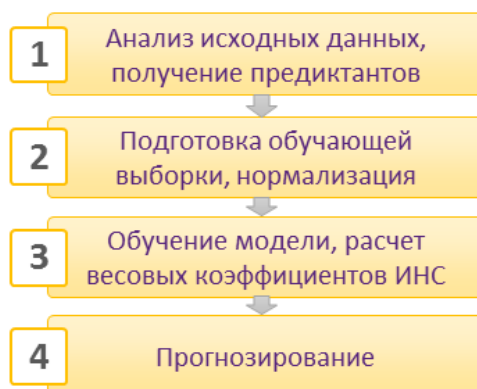 1
Анализ исходных данных,
получение предиктантов
2
Подготовка обучающей
выборки, нормализация
3
Обучение модели, расчет
весовых коэффициентов ИНС
4
Прогнозирование